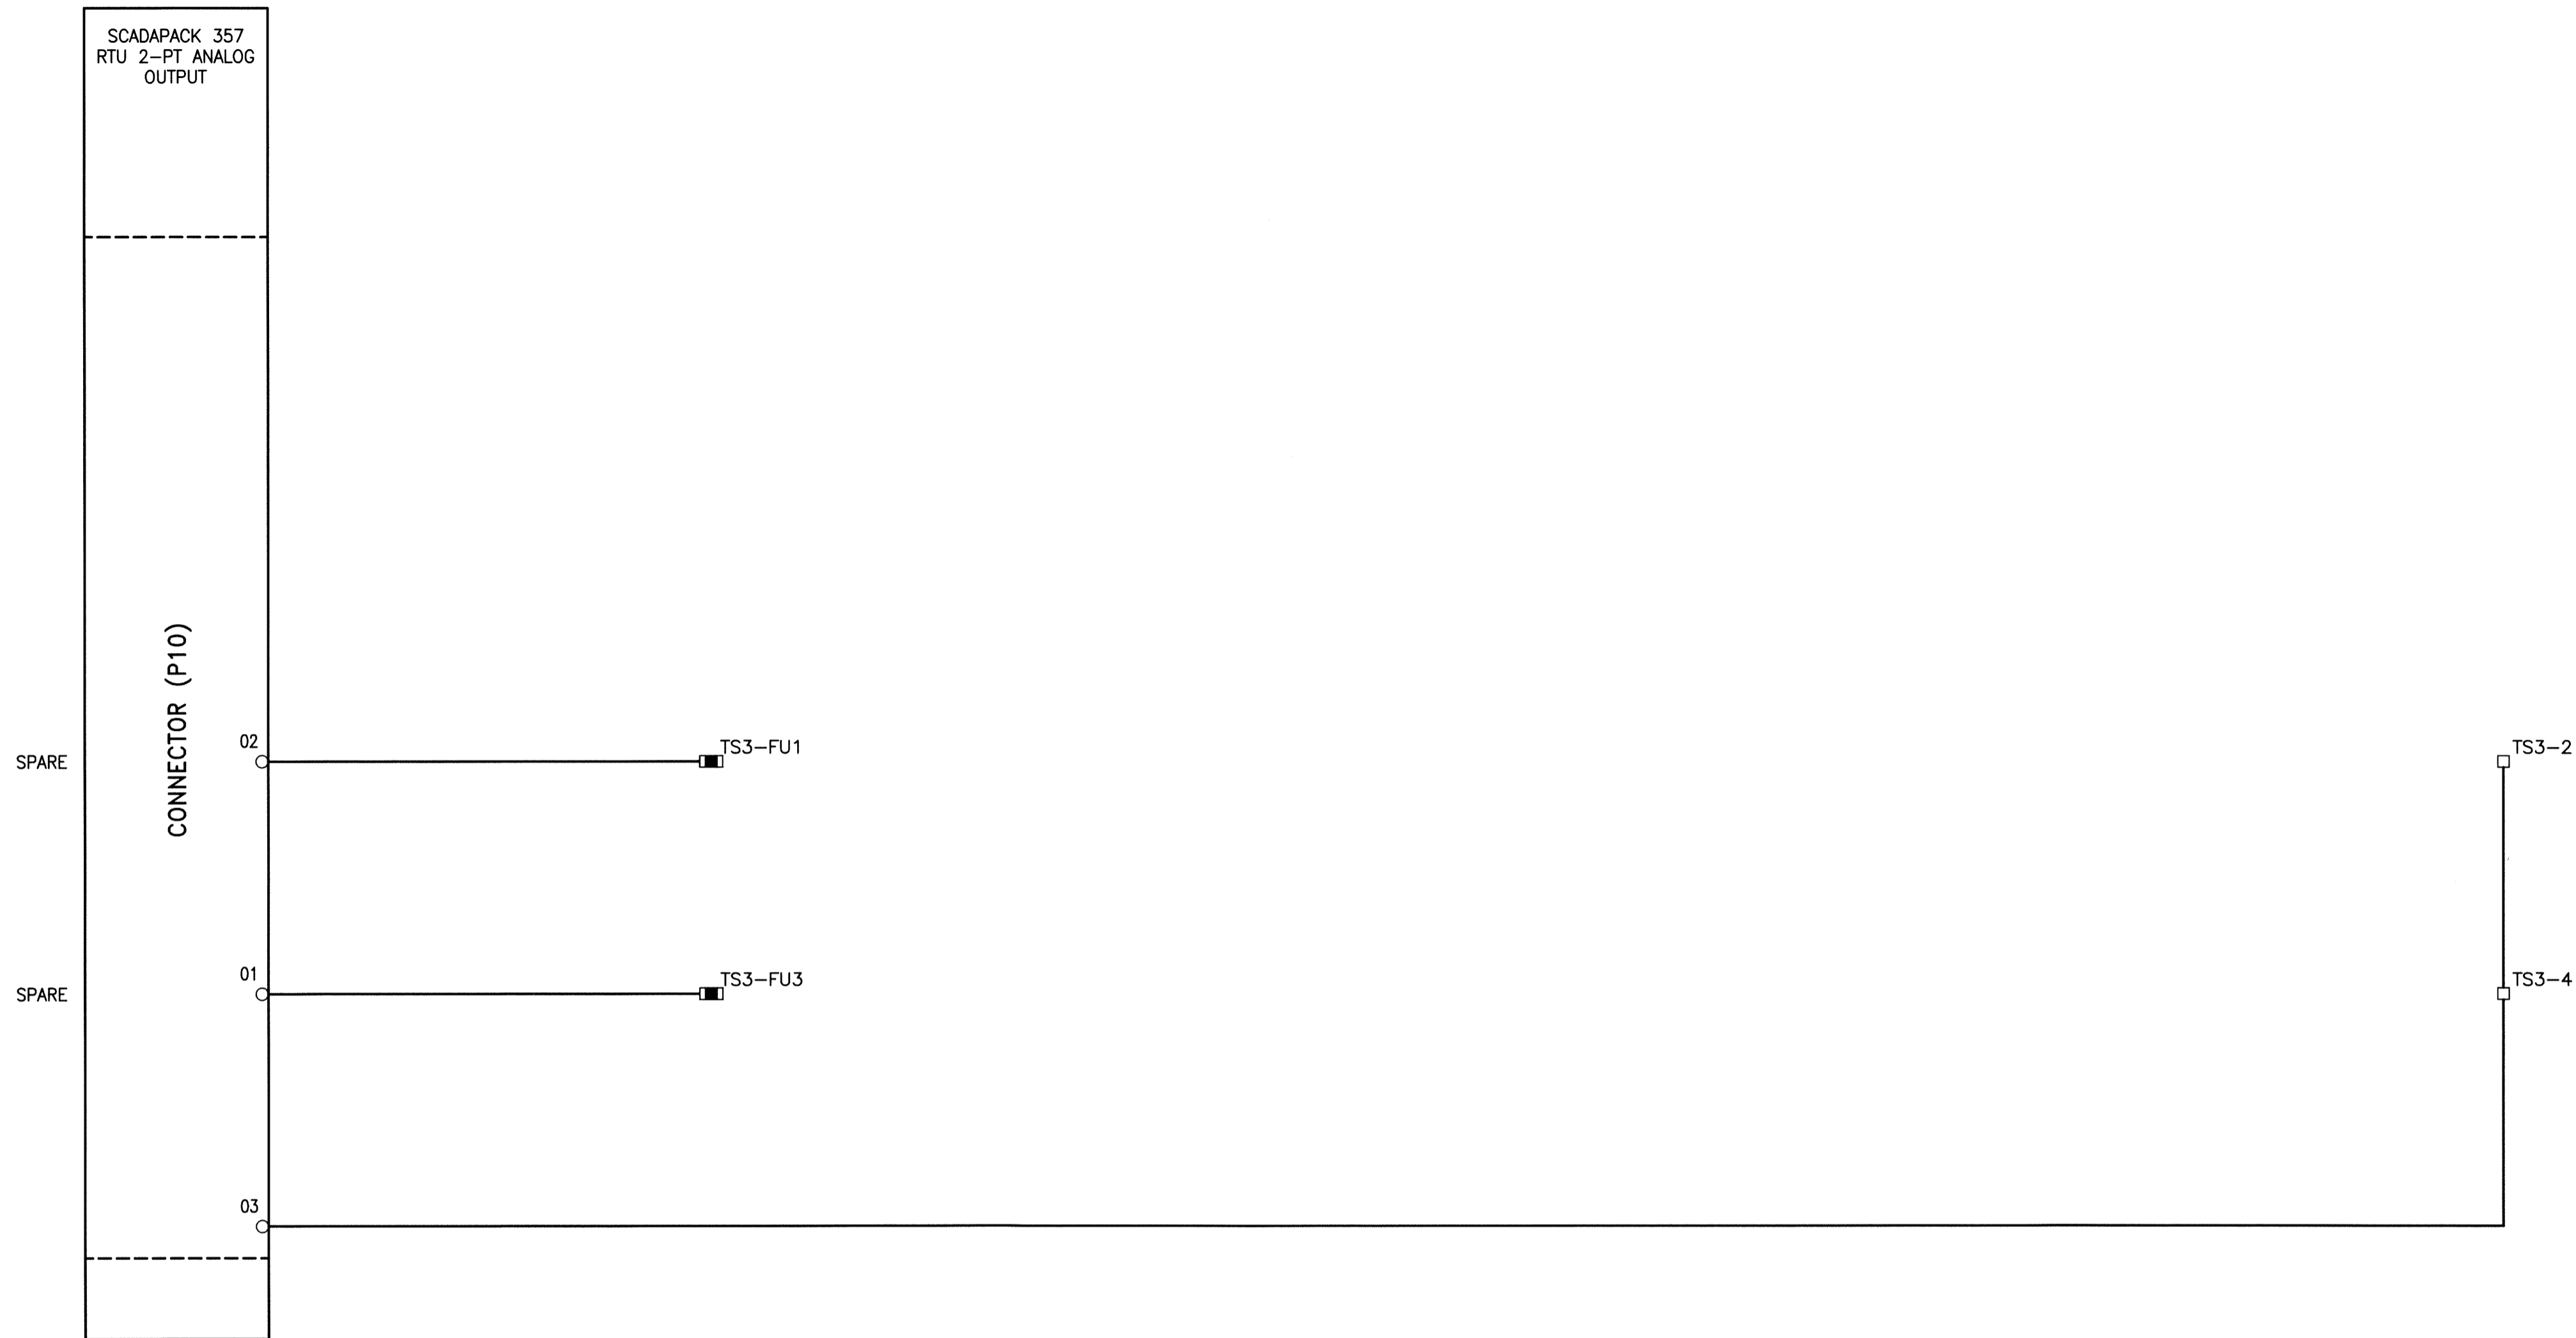 SCADAPACK 357
RTU 2-PT ANALOG
OUTPUT
CONNECTOR (P10)
SPARE
02
TS3-FU1
TS3-2
SPARE
01
TS3-FU3
TS3-4
03